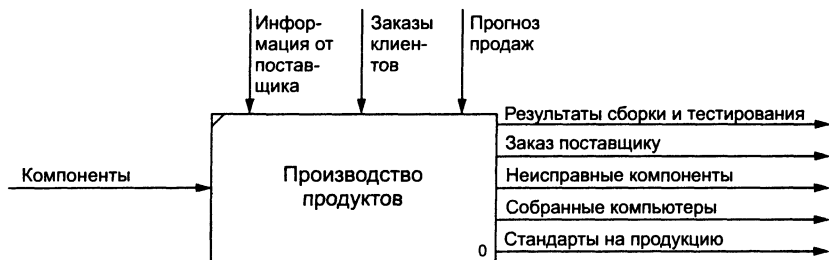 Инфор-
мация от
постав-
щика
Заказы
клиен-
тов
Прогноз
продаж
Компоненты
Производство
продуктов
0
Результаты сборки и тестирования
Заказ поставщику
Неисправные компоненты
Собранные компьютеры
Стандарты на продукцию